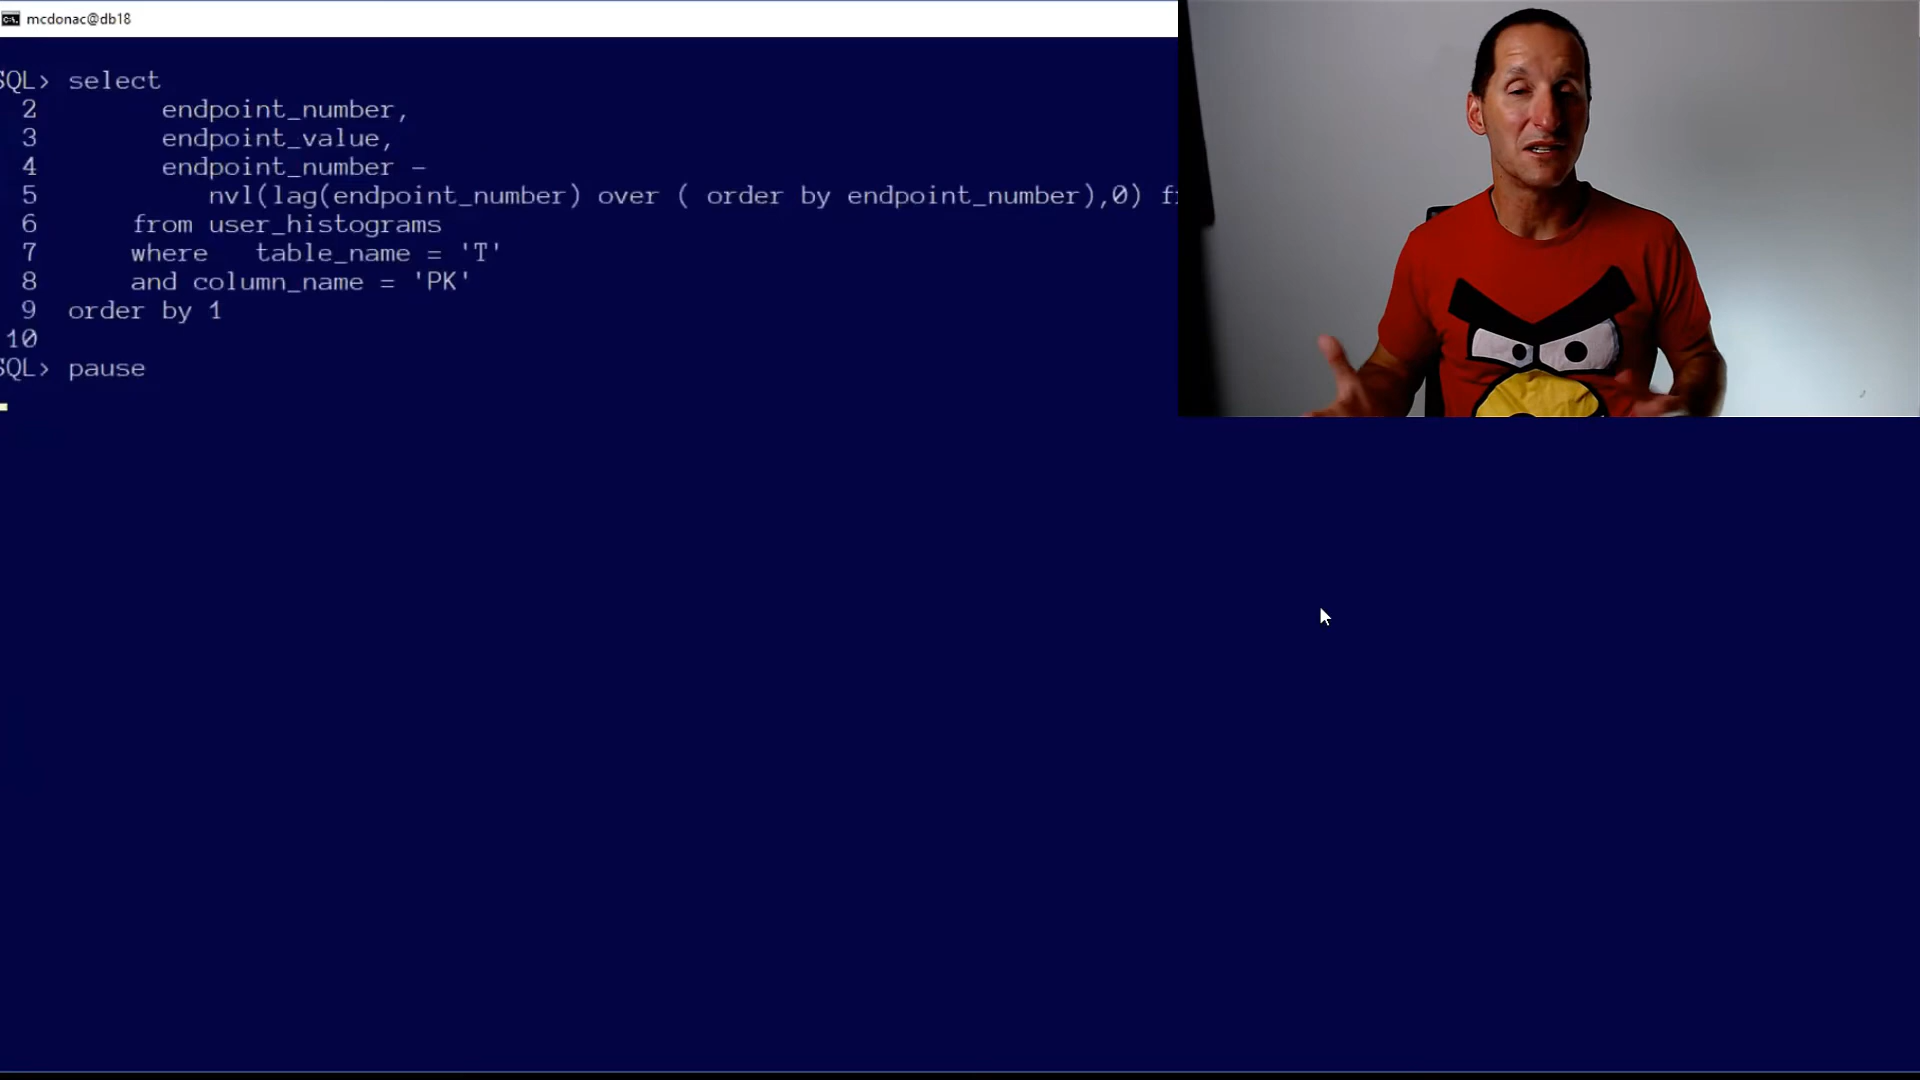 mcdonac@db18
SQL> select
2 endpoint_number,
3 endpoint_value,
4 endpoint_number -
5 nvl(lag(endpoint_number) over ( order by endpoint_number),0)
6 from user_histograms
7 where table_name = 'T'
8 and column_name = 'PK'
9 order by 1
10
SQL> pause